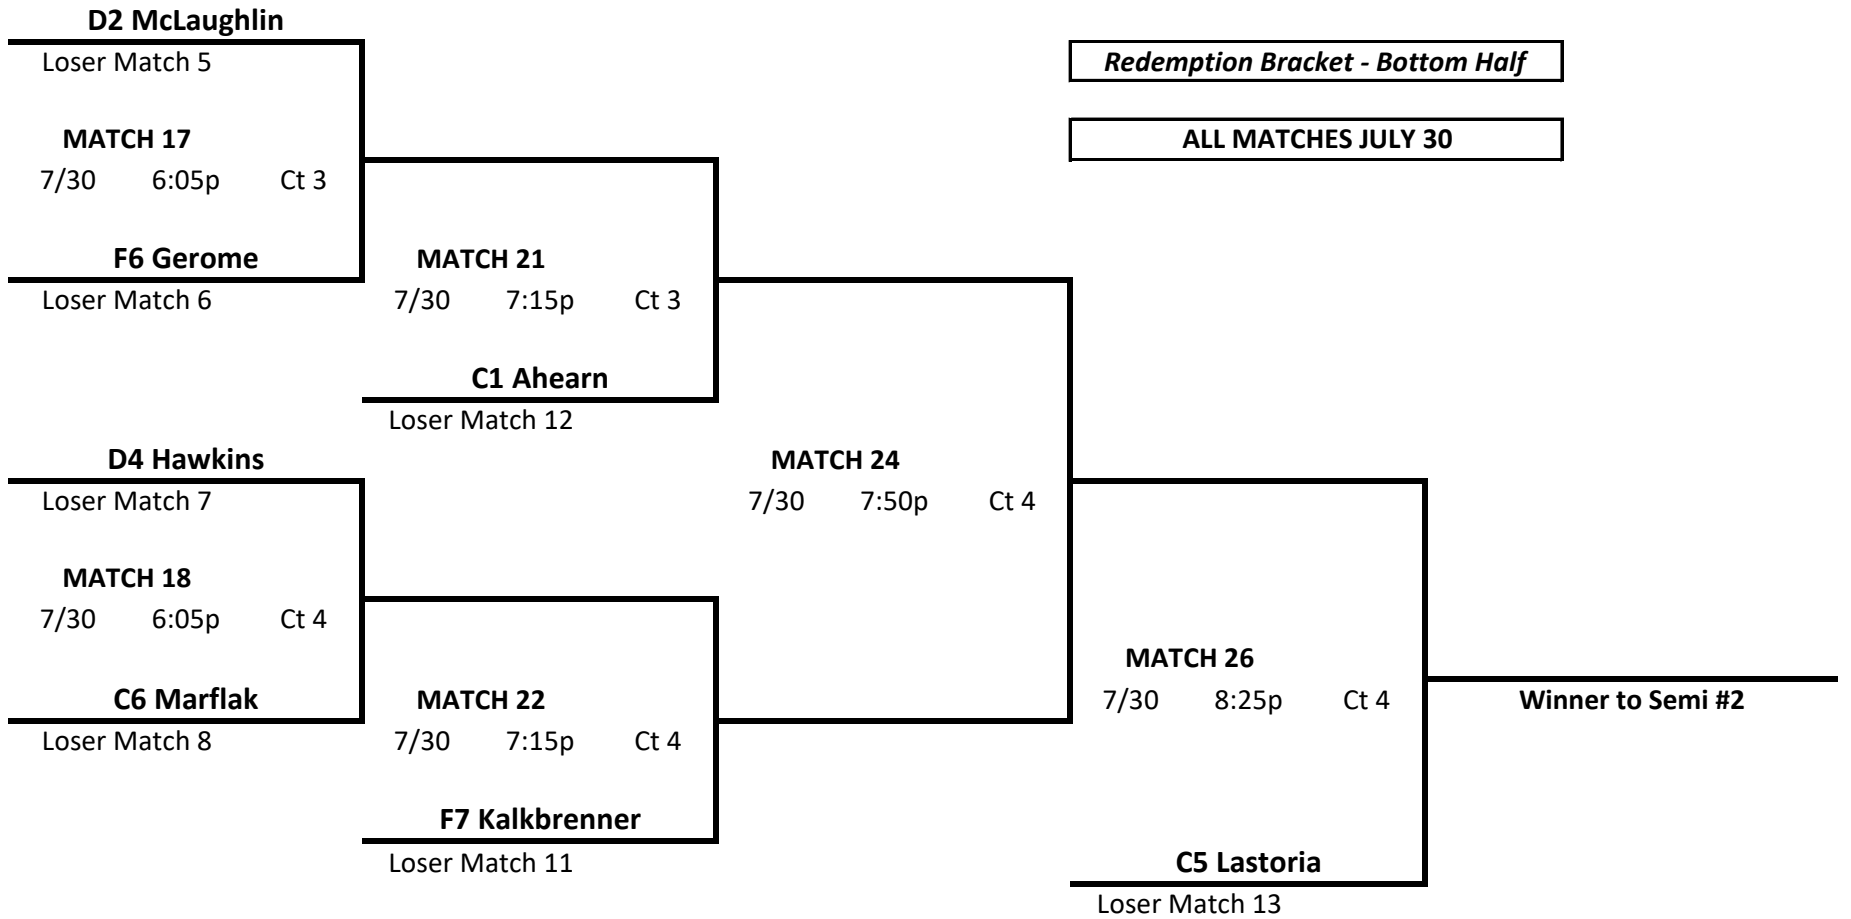 D2 McLaughlin
Loser Match 5
Redemption Bracket - Bottom Half
MATCH 17
ALL MATCHES JULY 30
7/30 6:05p Ct 3
F6 Gerome
MATCH 21
Loser Match 6
7/30 7:15p Ct 3
C1 Ahearn
Loser Match 12
D4 Hawkins
MATCH 24
Loser Match 7
7/30 7:50p Ct 4
MATCH 18
7/30 6:05p Ct 4
MATCH 26
C6 Marflak
MATCH 22
7/30 8:25p Ct 4
Winner to Semi #2
Loser Match 8
7/30 7:15p Ct 4
F7 Kalkbrenner
Loser Match 11
C5 Lastoria
Loser Match 13